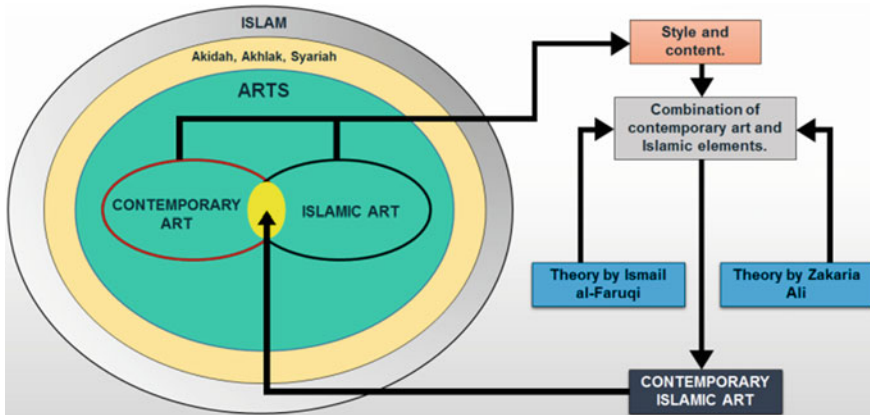 ISLAM
Akidah, Akhlak, Syariah
ARTS
CONTEMPORARY
ART
ISLAMIC ART
Style and
content.
Combination of
contemporary art and
Islamic elements.
Theory by Ismail
al-Faruqi
Theory by Zakaria
Ali
CONTEMPORARY
ISLAMIC ART